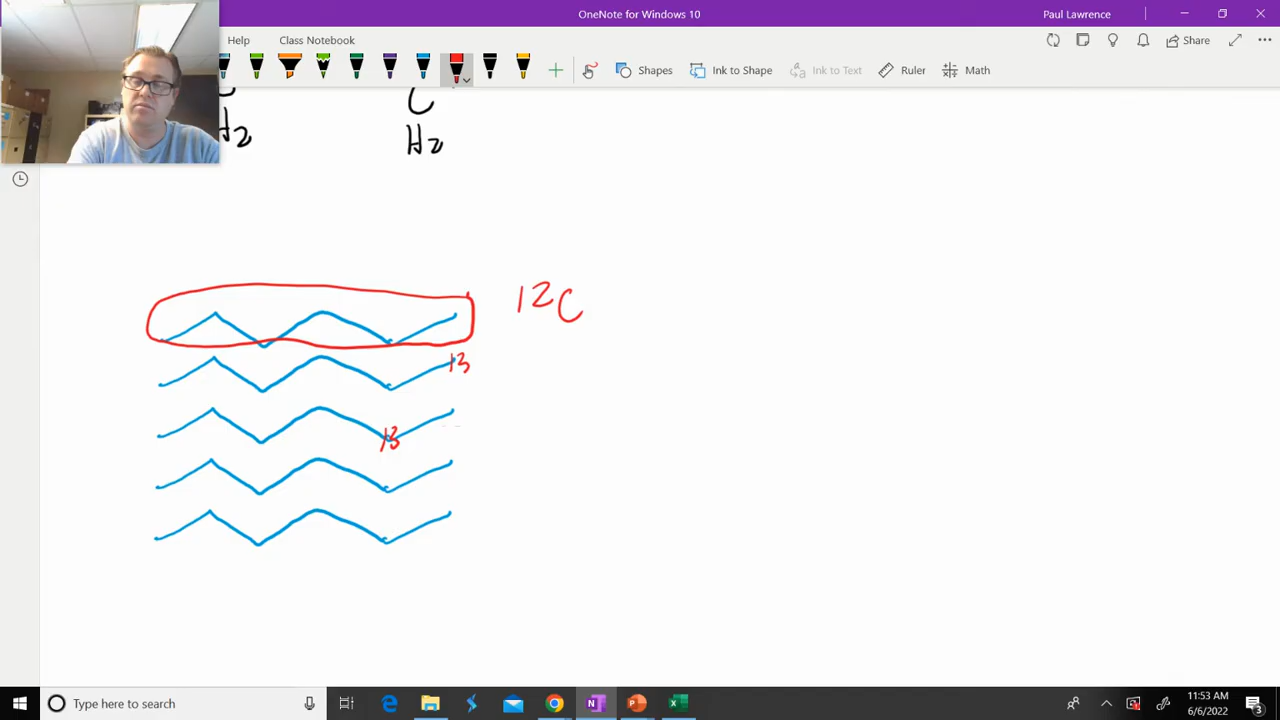 OneNote for Windows 10
Paul Lawrence
Help
Class Notebook
Shapes
Ink to Shape
Ink to Text
Ruler
Math
Share
C
H2
H2
12C
13
13
Type here to search
11:53 AM
6/6/2022
3